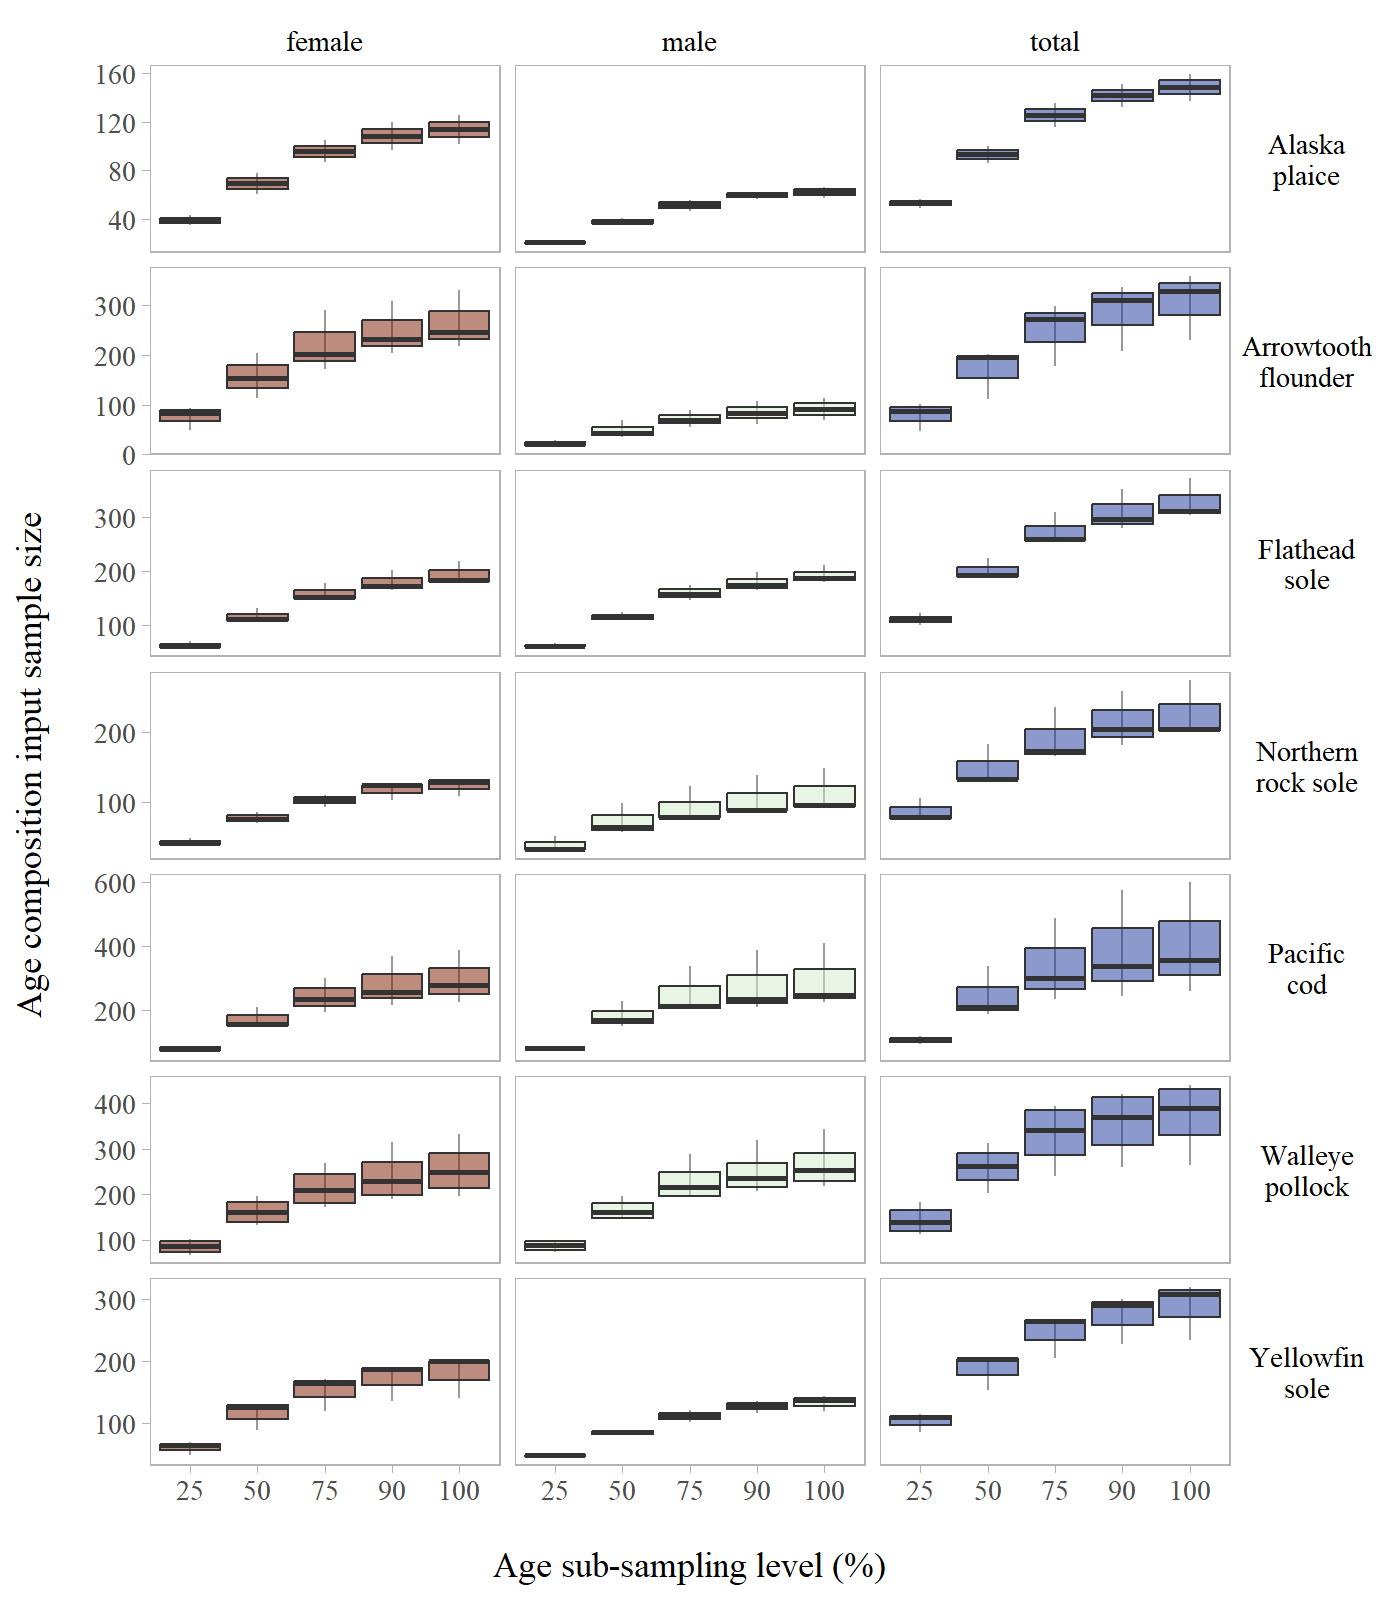 female male total
160
120
80
40
Alaska
plaice
300
200
100
0
Arrowtooth
flounder
300
200
100
Flathead
sole
200
100
Northern
rock sole
600
400
200
Pacific
cod
400
300
200
100
Walleye
pollock
300
200
100
Yellowfin
sole
25 50 75 90 100 25 50 75 90 100 25 50 75 90 100
Age sub-sampling level (%)
Age composition input sample size